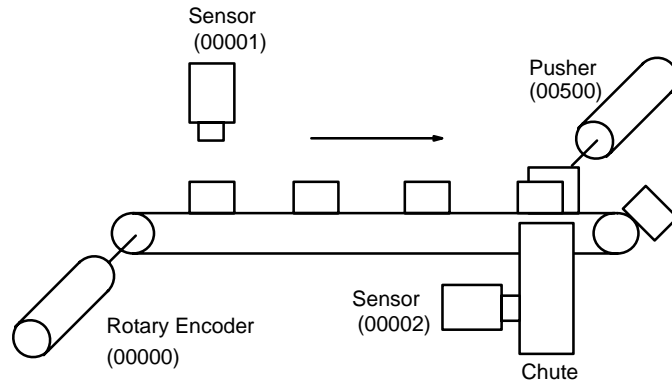 Sensor
(00001)
Pusher
(00500)
Sensor
(00002)
Rotary Encoder
(00000)
Chute